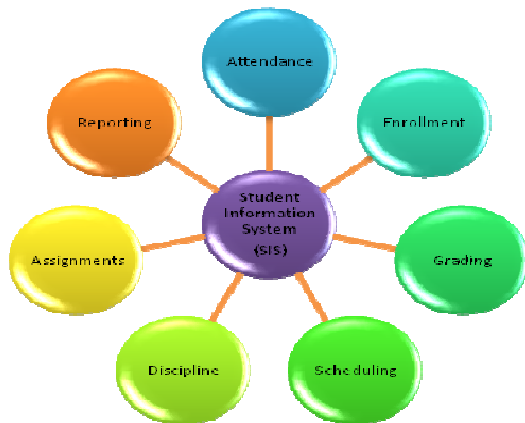 Attendance
Reporting
Enrollment
Student
Information
System
(SIS)
Assignments
Grading
Discipline
Scheduling